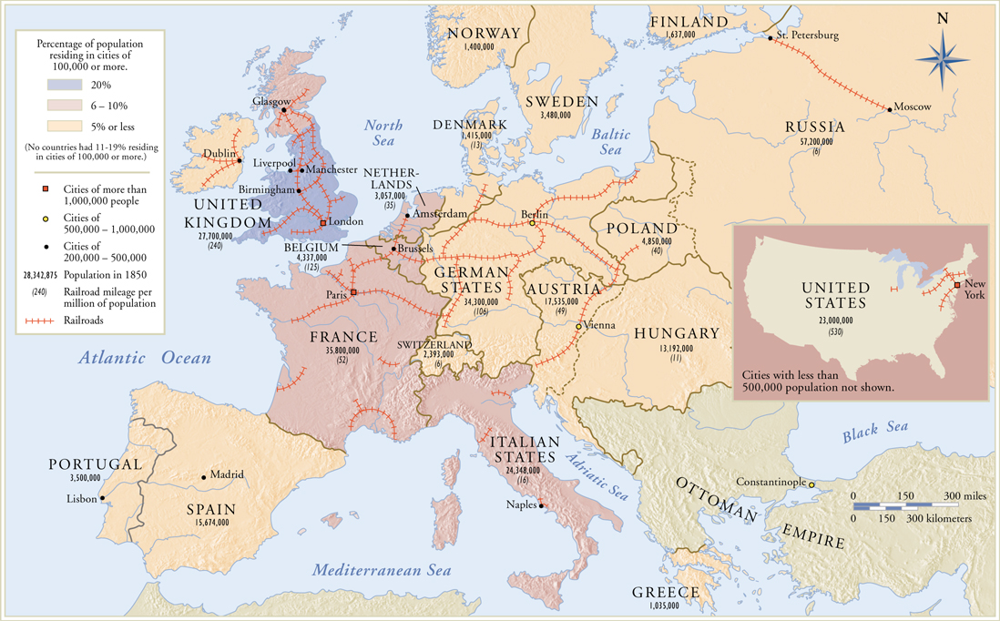 Percentage of population
residing in cities of
100,000 or more.
20%
6 – 10%
5% or less
(No countries had 11-19% residing
in cities of 100,000 or more.)
Cities of more than
1,000,000 people
Cities of
500,000 – 1,000,000
Cities of
200,000 – 500,000
28,342,875 Population in 1850
(240) Railroad mileage per
million of population
Railroads
N
NORWAY
1,400,000
FINLAND
1,637,000
St. Petersburg
SWEDEN
3,480,000
Moscow
RUSSIA
57,200,000
(6)
North
Sea
Baltic
Sea
DENMARK
1,415,000
(13)
Glasgow
Dublin
Liverpool
Manchester
Birmingham
UNITED
KINGDOM
27,700,000
(240)
London
NETHER-
LANDS
3,057,000
(35)
Amsterdam
BELGIUM
4,337,000
(125)
Brussels
Berlin
POLAND
4,850,000
(40)
GERMAN
STATES
34,300,000
(106)
AUSTRIA
17,535,000
(49)
Vienna
Paris
FRANCE
35,800,000
(52)
SWITZERLAND
2,393,000
(6)
HUNGARY
13,192,000
(11)
UNITED
STATES
23,000,000
(530)
New
York
Cities with less than
500,000 population not shown.
Atlantic Ocean
PORTUGAL
3,500,000
Lisbon
Madrid
SPAIN
15,674,000
ITALIAN
STATES
24,348,000
(16)
Naples
Adriatic Sea
Black Sea
Constantinople
OTTOMAN
EMPIRE
0 150 300 miles
0 150 300 kilometers
Mediterranean Sea
GREECE
1,035,000